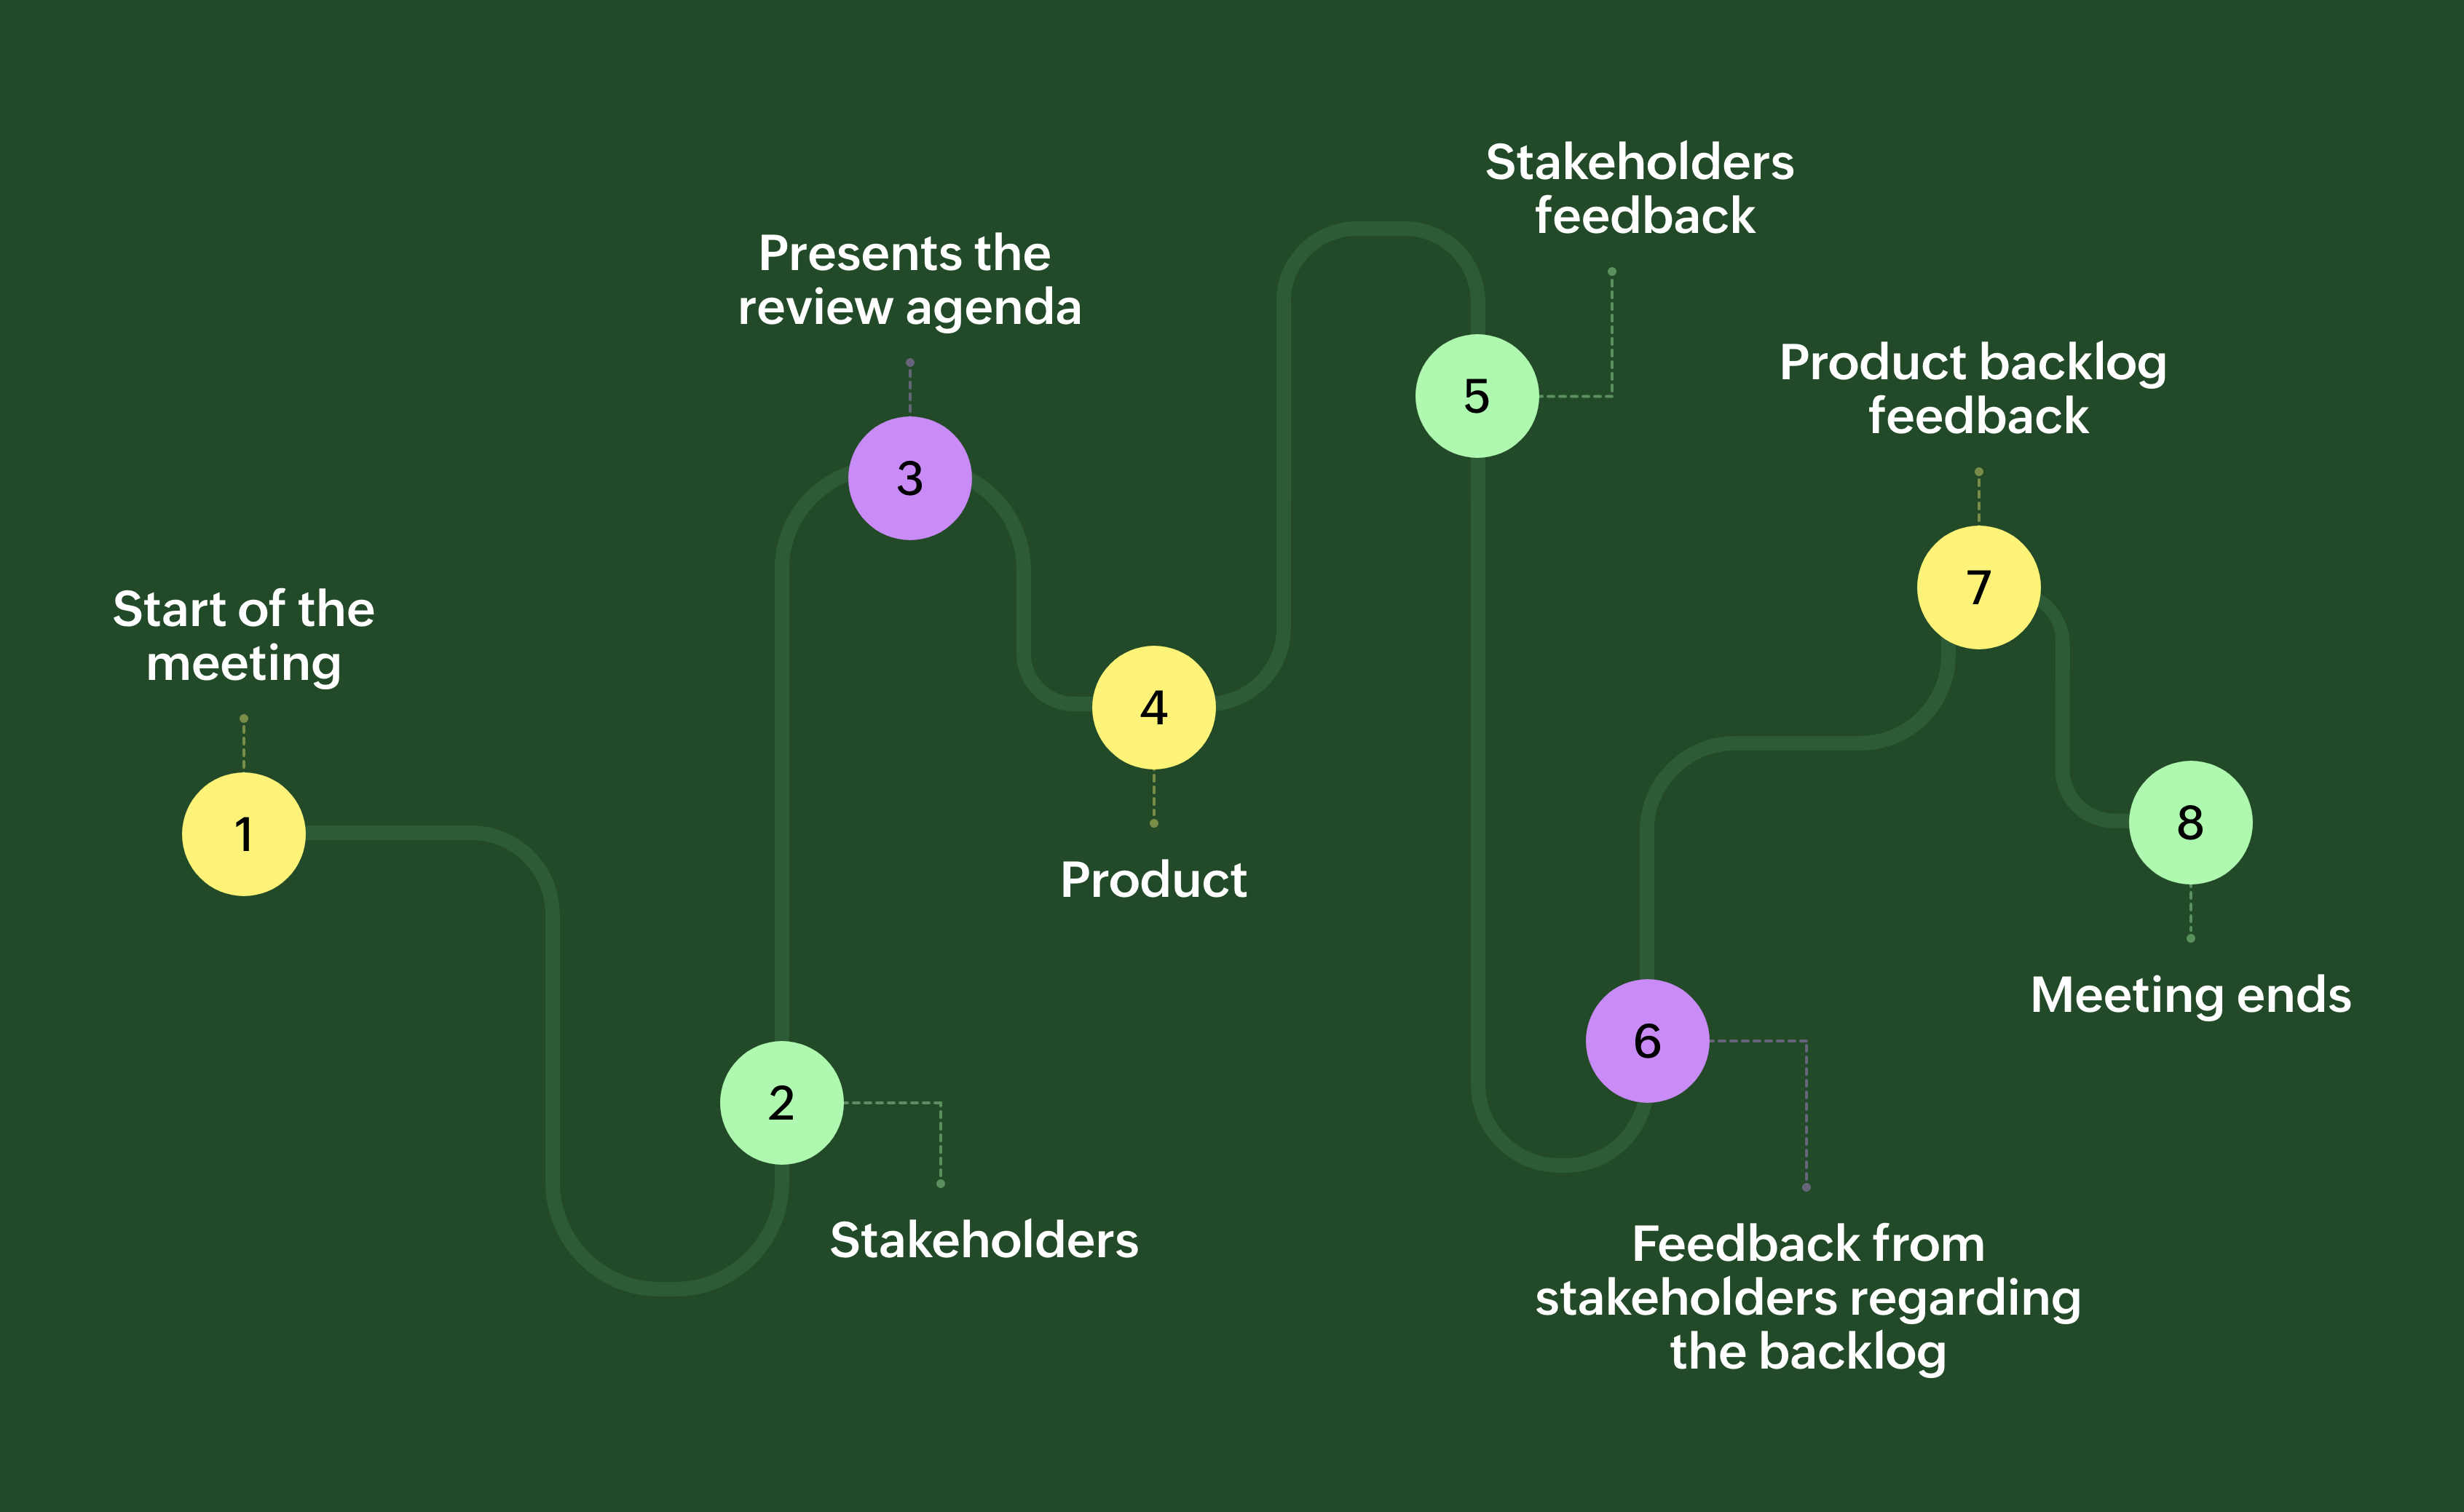 Start of the
meeting
1
2
Stakeholders
Presents the
review agenda
3
4
Product
Stakeholders
feedback
5
6
Feedback from
stakeholders regarding
the backlog
Product backlog
feedback
7
8
Meeting ends